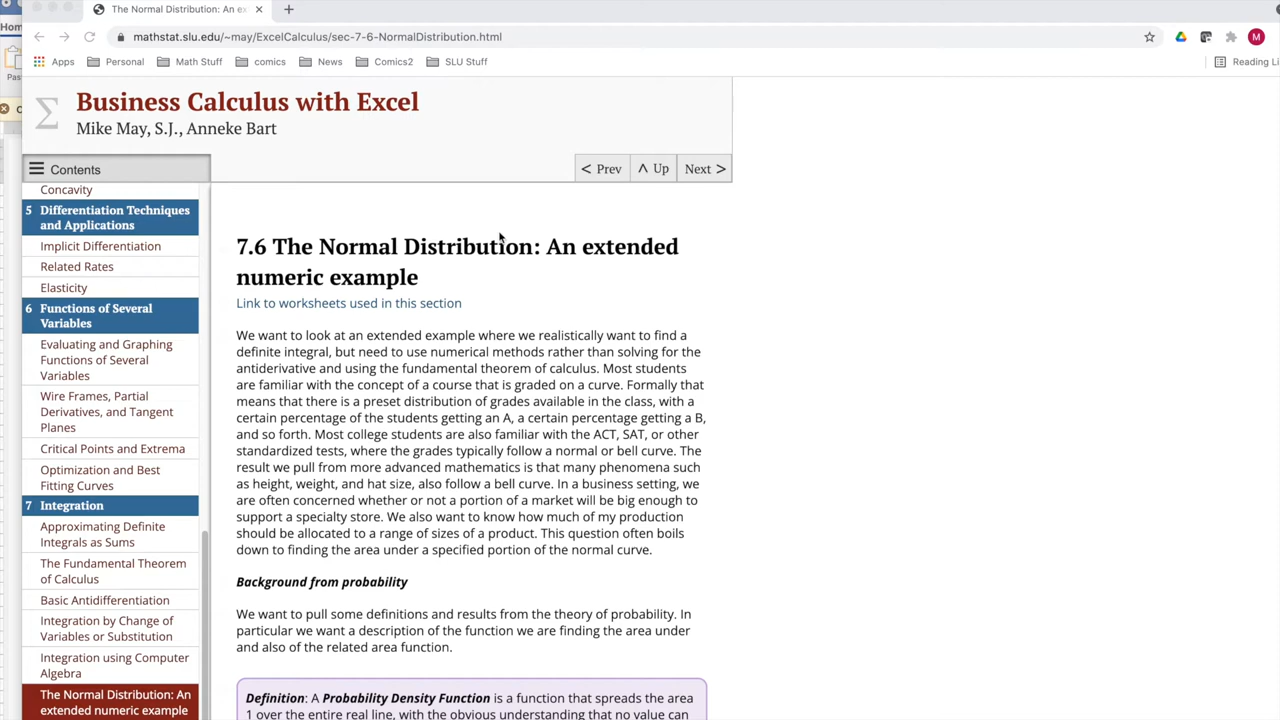 The Normal Distribution: An ex
Hom
mathstat.slu.edu/~may/ExcelCalculus/sec-7-6-NormalDistribution.html
M
Pas
Apps
Personal
Math Stuff
comics
News
Comics2
SLU Stuff
Reading Li
Business Calculus with Excel
Mike May, S.J., Anneke Bart
Contents
< Prev
^ Up
Next >
Concavity
5 Differentiation Techniques
and Applications
Implicit Differentiation
Related Rates
Elasticity
6 Functions of Several
Variables
Evaluating and Graphing
Functions of Several
Variables
Wire Frames, Partial
Derivatives, and Tangent
Planes
Critical Points and Extrema
Optimization and Best
Fitting Curves
7 Integration
Approximating Definite
Integrals as Sums
The Fundamental Theorem
of Calculus
Basic Antidifferentiation
Integration by Change of
Variables or Substitution
Integration using Computer
Algebra
The Normal Distribution: An
extended numeric example
7.6 The Normal Distribution: An extended
numeric example
Link to worksheets used in this section
We want to look at an extended example where we realistically want to find a
definite integral, but need to use numerical methods rather than solving for the
antiderivative and using the fundamental theorem of calculus. Most students
are familiar with the concept of a course that is graded on a curve. Formally that
means that there is a preset distribution of grades available in the class, with a
certain percentage of the students getting an A, a certain percentage getting a B,
and so forth. Most college students are also familiar with the ACT, SAT, or other
standardized tests, where the grades typically follow a normal or bell curve. The
result we pull from more advanced mathematics is that many phenomena such
as height, weight, and hat size, also follow a bell curve. In a business setting, we
are often concerned whether or not a portion of a market will be big enough to
support a specialty store. We also want to know how much of my production
should be allocated to a range of sizes of a product. This question often boils
down to finding the area under a specified portion of the normal curve.
Background from probability
We want to pull some definitions and results from the theory of probability. In
particular we want a description of the function we are finding the area under
and also of the related area function.
Definition: A Probability Density Function is a function that spreads the area
1 over the entire real line, with the obvious understanding that no value can